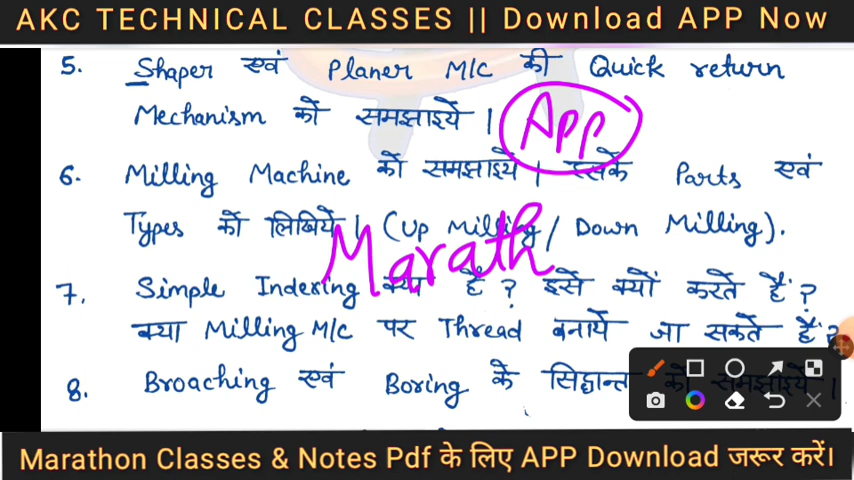 AKC TECHNICAL CLASSES || Download APP Now
5. Shaper एवं Planer M/C की Quick return
Mechanism को समझाइये | App
6. Milling Machine को समझाइये | इसके Parts एवं
Types को लिखिये | (Up Milling / Down Milling).
Marath
7. Simple Indexing क्या है ? इसे क्यों करते हैं ?
क्या Milling M/C पर Thread बनाये जा सकते हैं ?
8. Broaching एवं Boring के सिद्धान्त को समझाइये |
Marathon Classes & Notes Pdf के लिए APP Download जरूर करें।